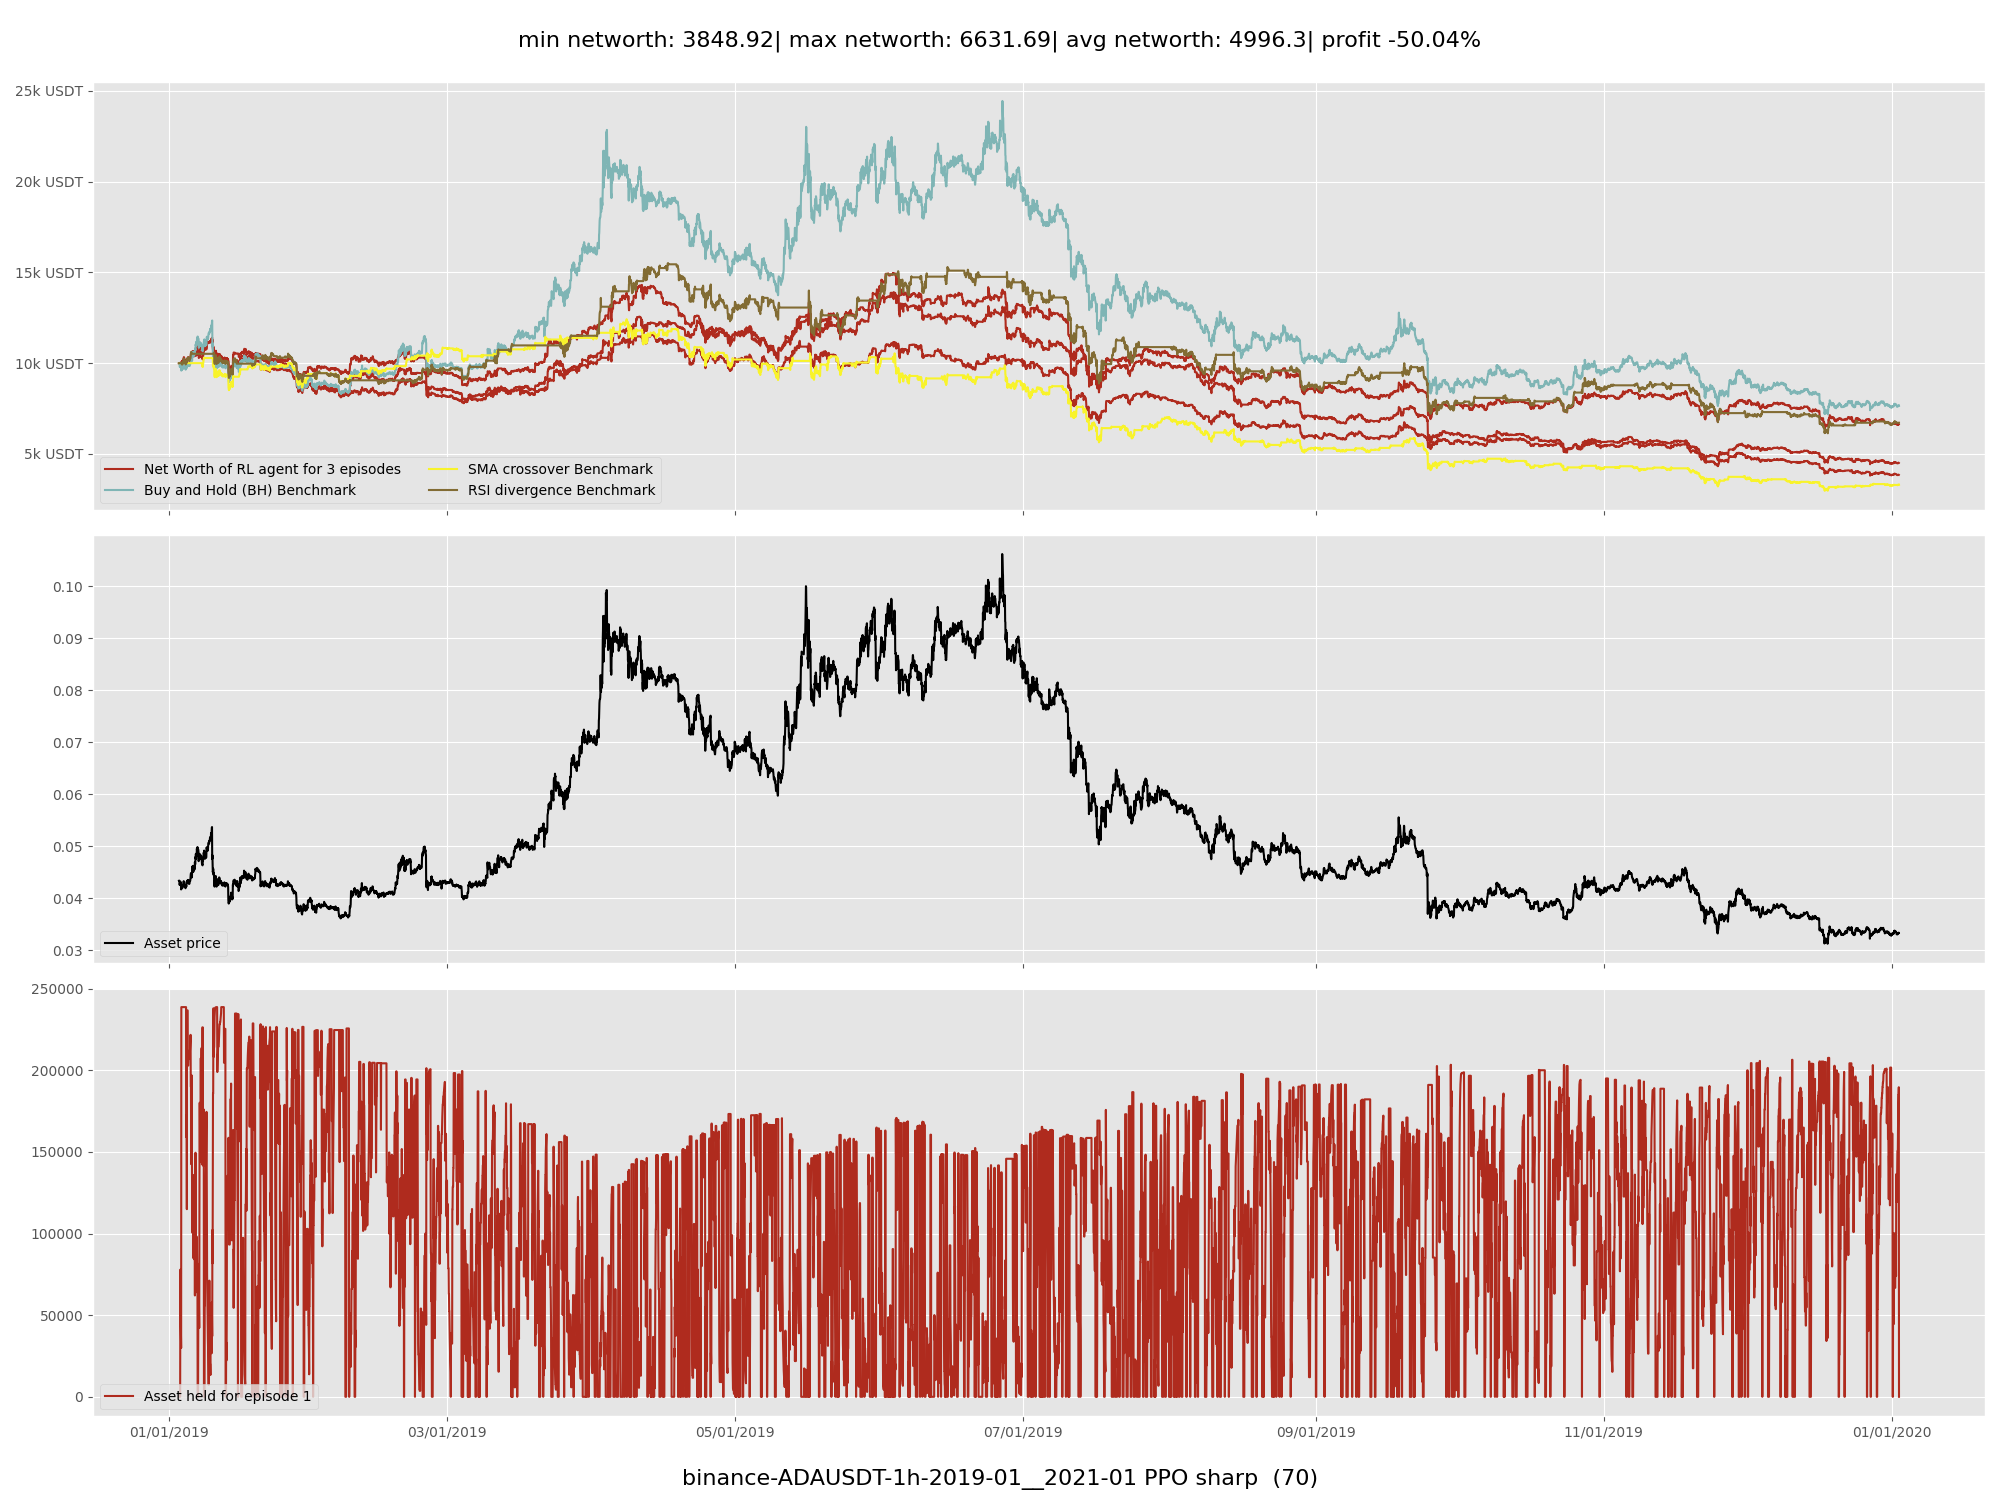 min networth: 3848.92| max networth: 6631.69| avg networth: 4996.3| profit -50.04%
25k USDT
20k USDT
15k USDT
10k USDT
5k USDT
Net Worth of RL agent for 3 episodes
Buy and Hold (BH) Benchmark
SMA crossover Benchmark
RSI divergence Benchmark
0.10
0.09
0.08
0.07
0.06
0.05
0.04
0.03
Asset price
250000
200000
150000
100000
50000
0
Asset held for episode 1
01/01/2019 03/01/2019 05/01/2019 07/01/2019 09/01/2019 11/01/2019 01/01/2020
binance-ADAUSDT-1h-2019-01__2021-01 PPO sharp (70)